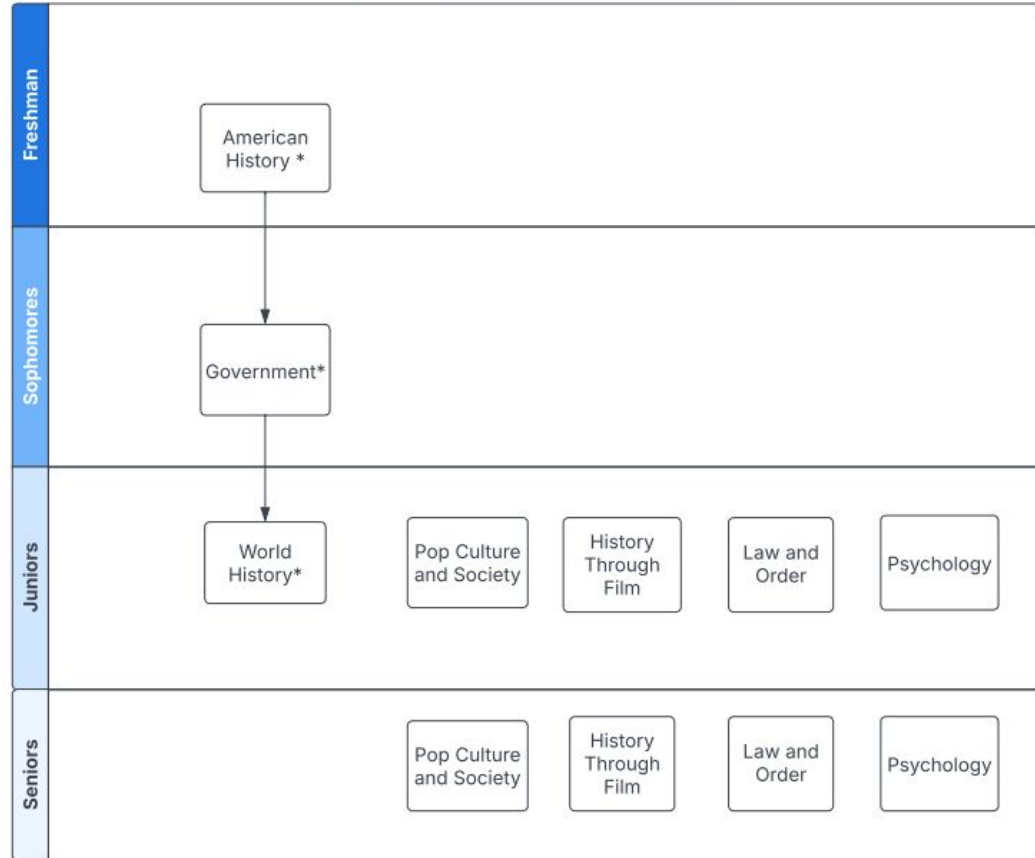 Freshman
American
History *
Sophomores
Government*
Juniors
World
History*
Pop Culture
and Society
History
Through
Film
Law and
Order
Psychology
Seniors
Pop Culture
and Society
History
Through
Film
Law and
Order
Psychology